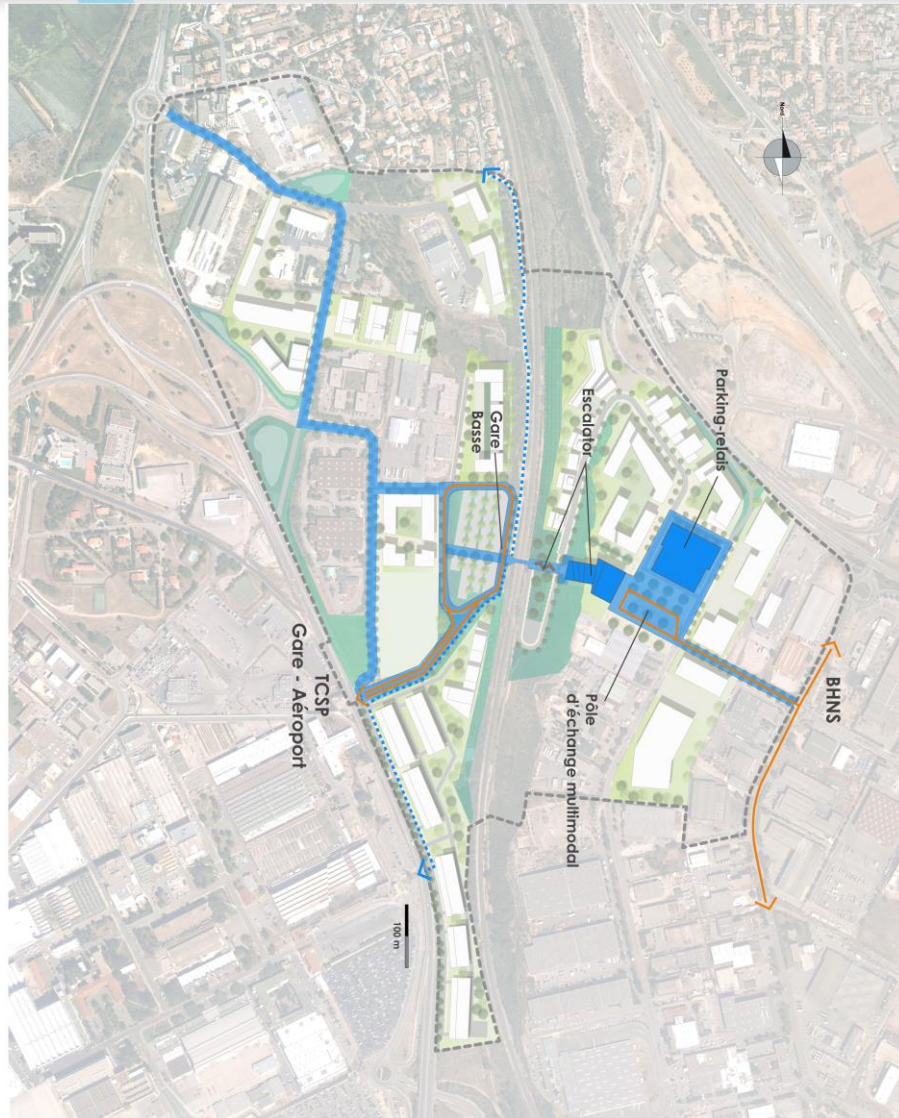 Nord
Parking-relais
Escalator
Gare
Basse
BHNS
Pôle
d'échange multimodal
TCSP
Gare - Aéroport
100 m